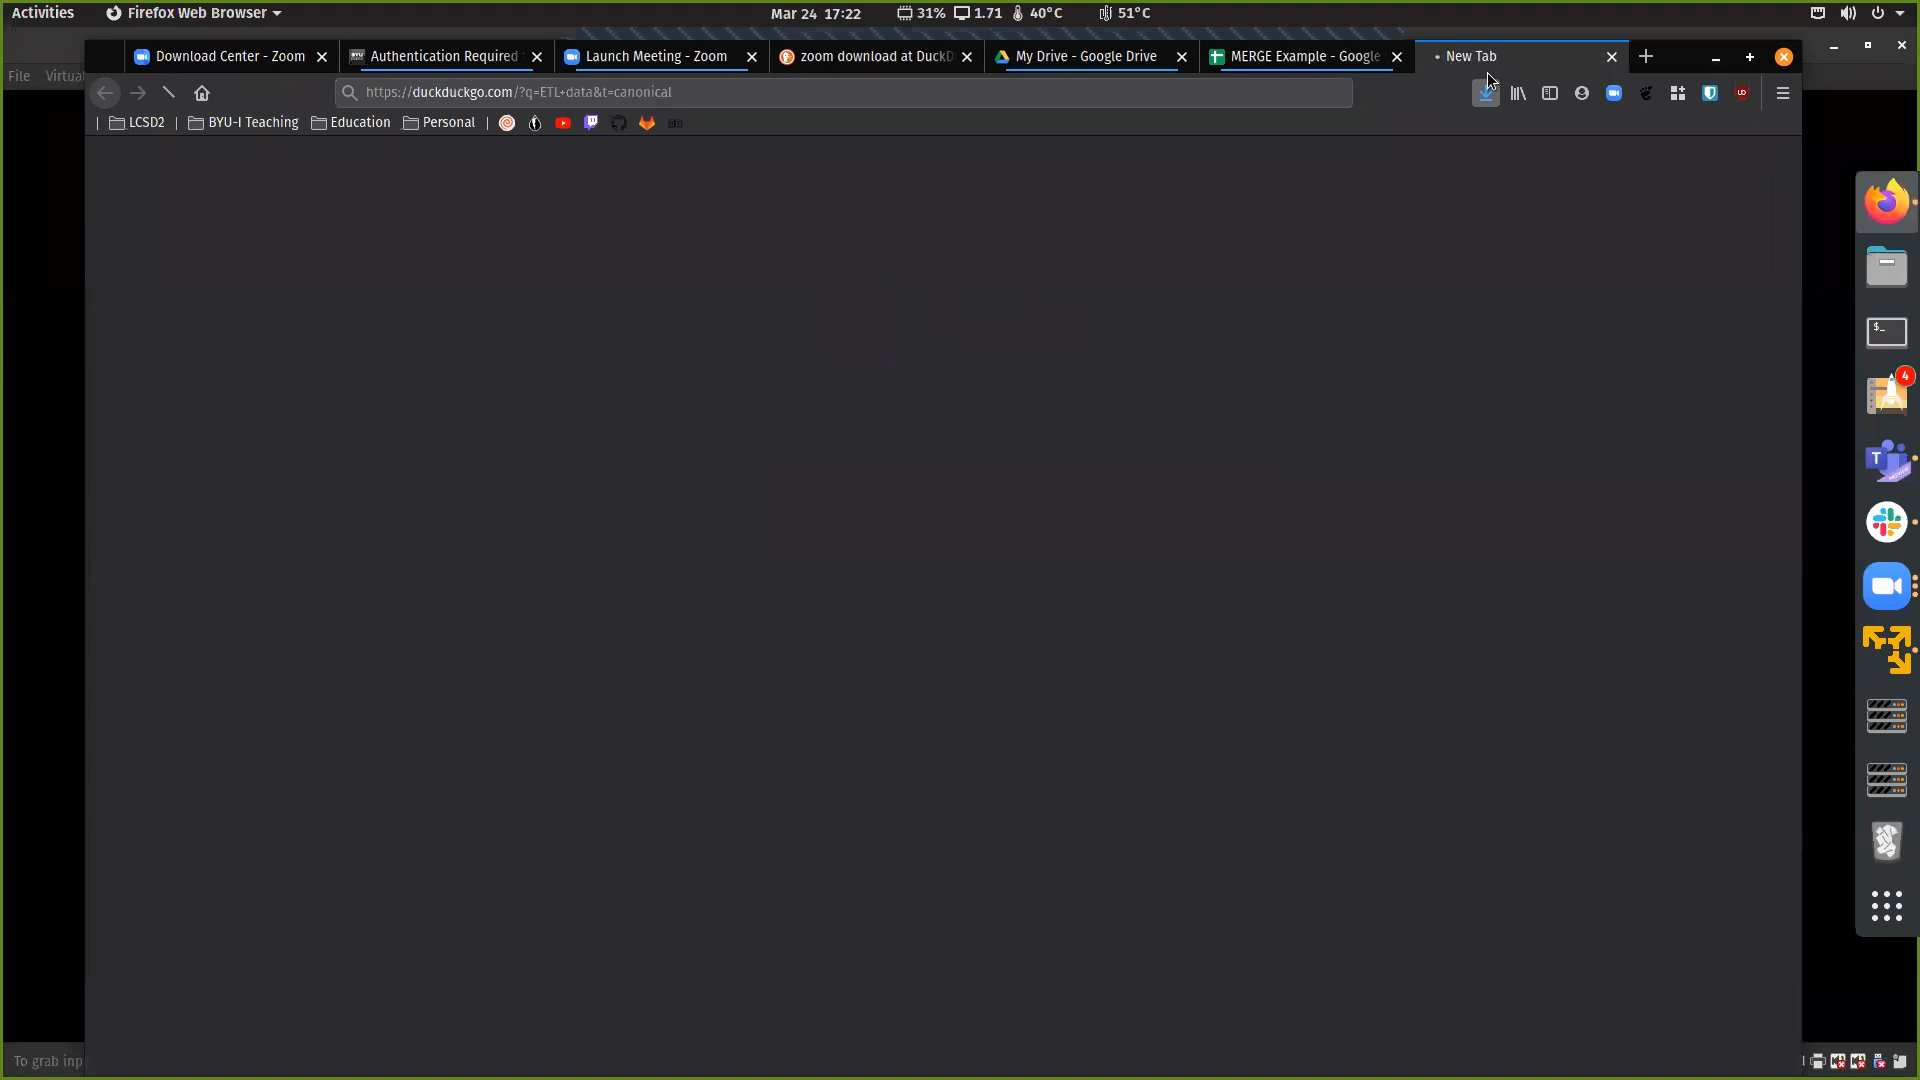 Activities
Firefox Web Browser
Mar 24 17:22
31%
1.71
40°C
51°C
File
Virtua
Download Center - Zoom
Authentication Required
Launch Meeting - Zoom
zoom download at DuckD
My Drive - Google Drive
MERGE Example - Google
New Tab
https://duckduckgo.com/?q=ETL+data&t=canonical
LCSD2
BYU-I Teaching
Education
Personal
4
T
$_
To grab inp